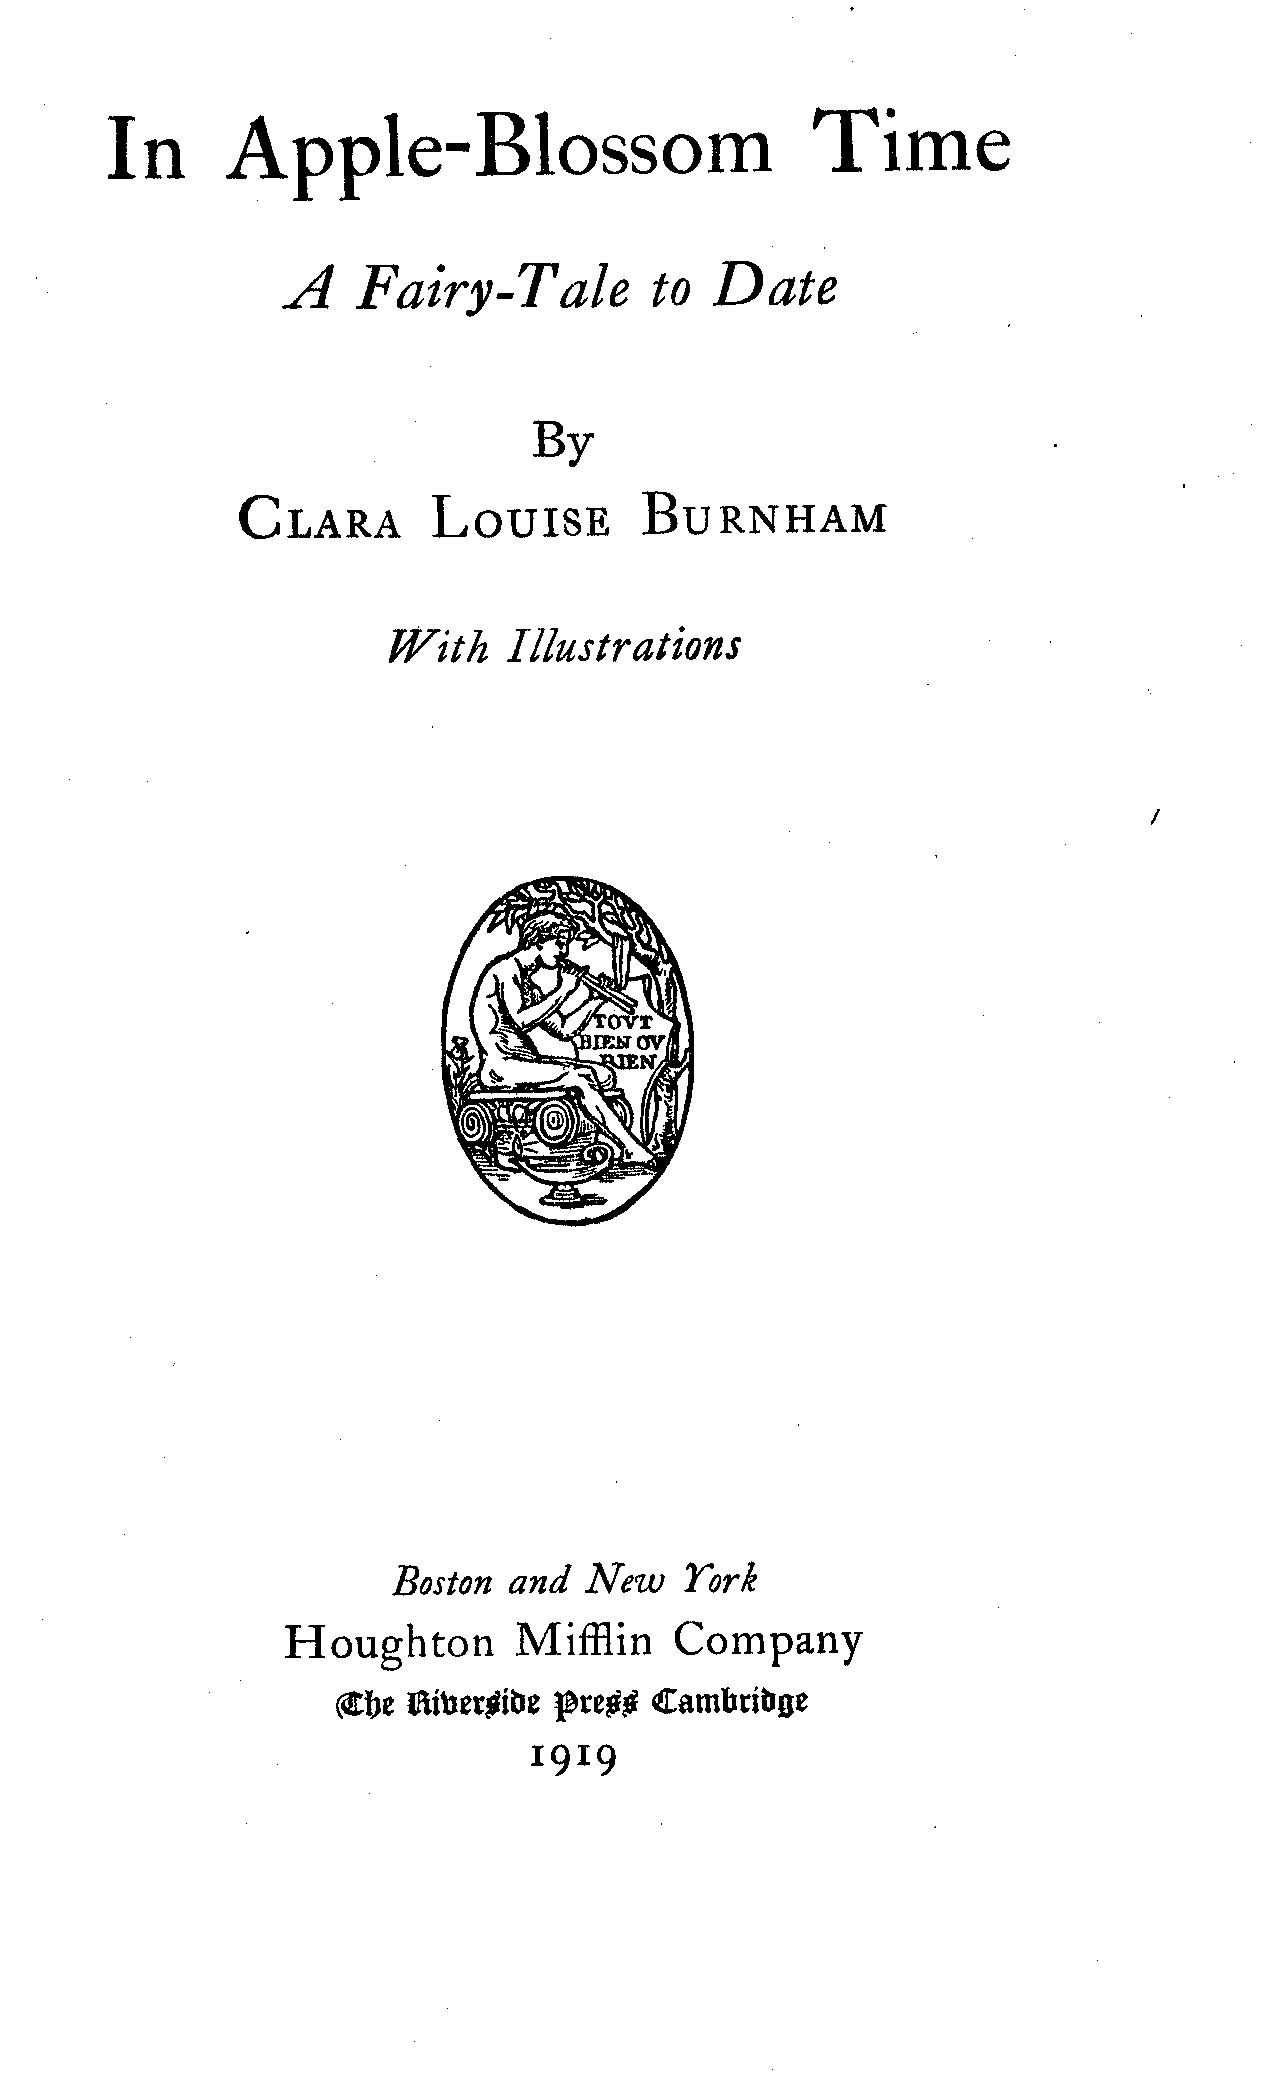 In Apple-Blossom Time
A Fairy-Tale to Date
By
CLARA LOUISE BURNHAM
With Illustrations
TOVT
BIEN OV
RIEN
Boston and New York
Houghton Mifflin Company
The Riverside Press Cambridge
1919